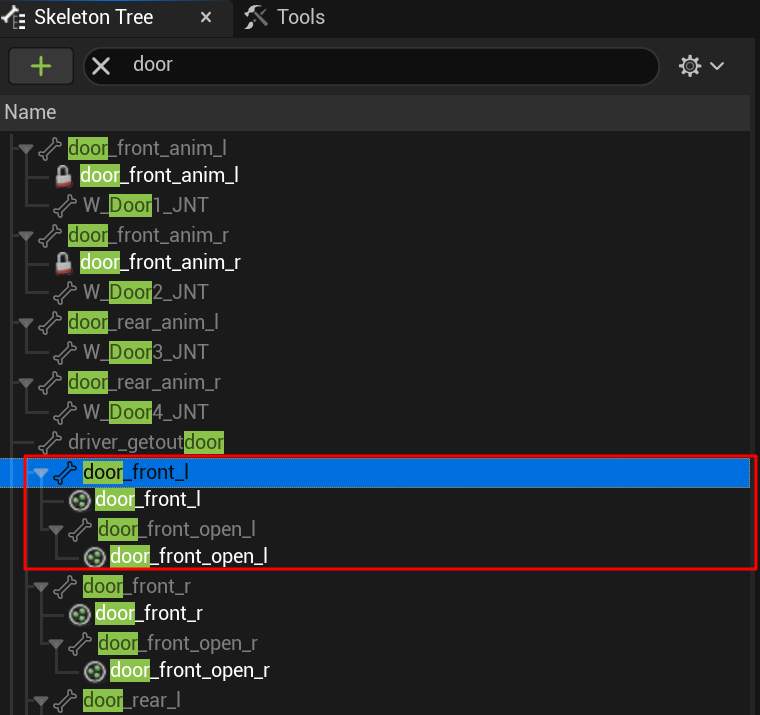 Skeleton Tree × Tools
door
Name
door_front_anim_l
door_front_anim_l
W_Door1_JNT
door_front_anim_r
door_front_anim_r
W_Door2_JNT
door_rear_anim_l
W_Door3_JNT
door_rear_anim_r
W_Door4_JNT
driver_getoutdoor
door_front_l
door_front_l
door_front_open_l
door_front_open_l
door_front_r
door_front_r
door_front_open_r
door_front_open_r
door_rear_l